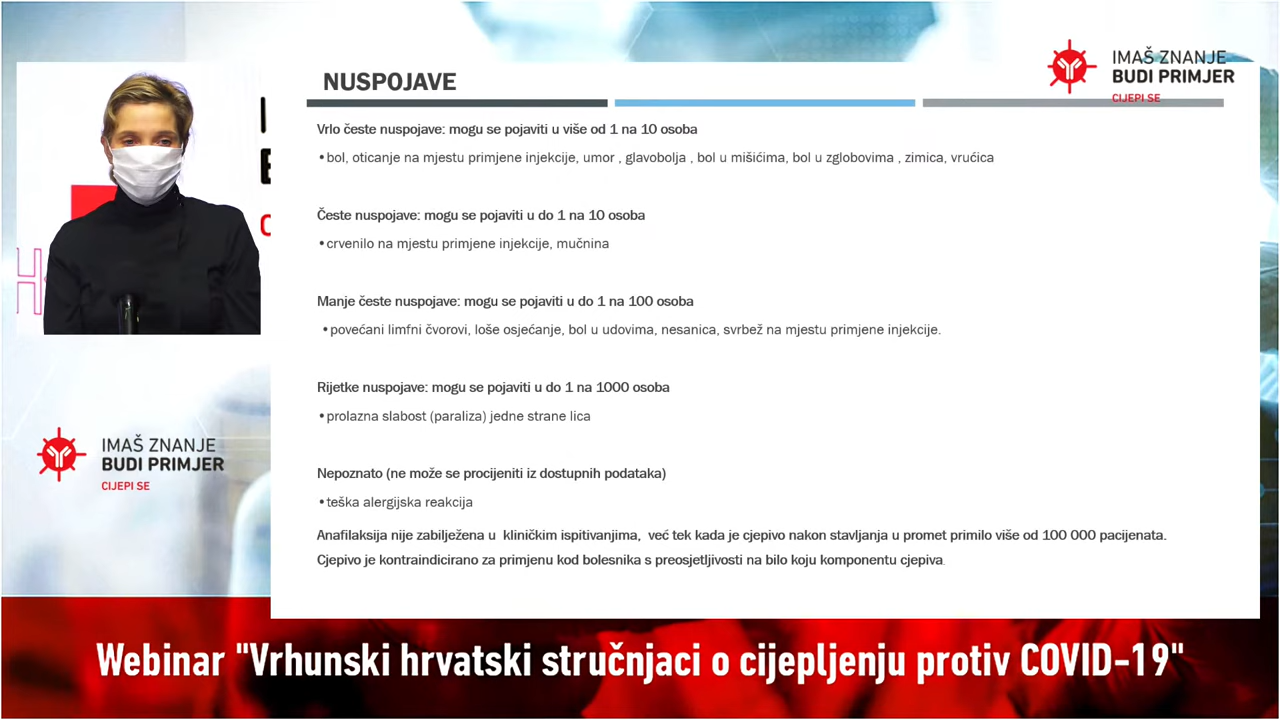 NUSPOJAVE
IMAŠ ZNANJE
BUDI PRIMJER
CIJEPI SE
Vrlo česte nuspojave: mogu se pojaviti u više od 1 na 10 osoba
•bol, oticanje na mjestu primjene injekcije, umor , glavobolja , bol u mišićima, bol u zglobovima , zimica, vrućica
Česte nuspojave: mogu se pojaviti u do 1 na 10 osoba
•crvenilo na mjestu primjene injekcije, mučnina
Manje česte nuspojave: mogu se pojaviti u do 1 na 100 osoba
•povećani limfni čvorovi, loše osjećanje, bol u udovima, nesanica, svrbež na mjestu primjene injekcije.
Rijetke nuspojave: mogu se pojaviti u do 1 na 1000 osoba
•prolazna slabost (paraliza) jedne strane lica
Nepoznato (ne može se procijeniti iz dostupnih podataka)
•teška alergijska reakcija
Anafilaksija nije zabilježena u kliničkim ispitivanjima, već tek kada je cjepivo nakon stavljanja u promet primilo više od 100 000 pacijenata.
Cjepivo je kontraindicirano za primjenu kod bolesnika s preosjetljivosti na bilo koju komponentu cjepiva.
IMAŠ ZNANJE
BUDI PRIMJER
CIJEPI SE
Webinar "Vrhunski hrvatski stručnjaci o cijepljenju protiv COVID-19"